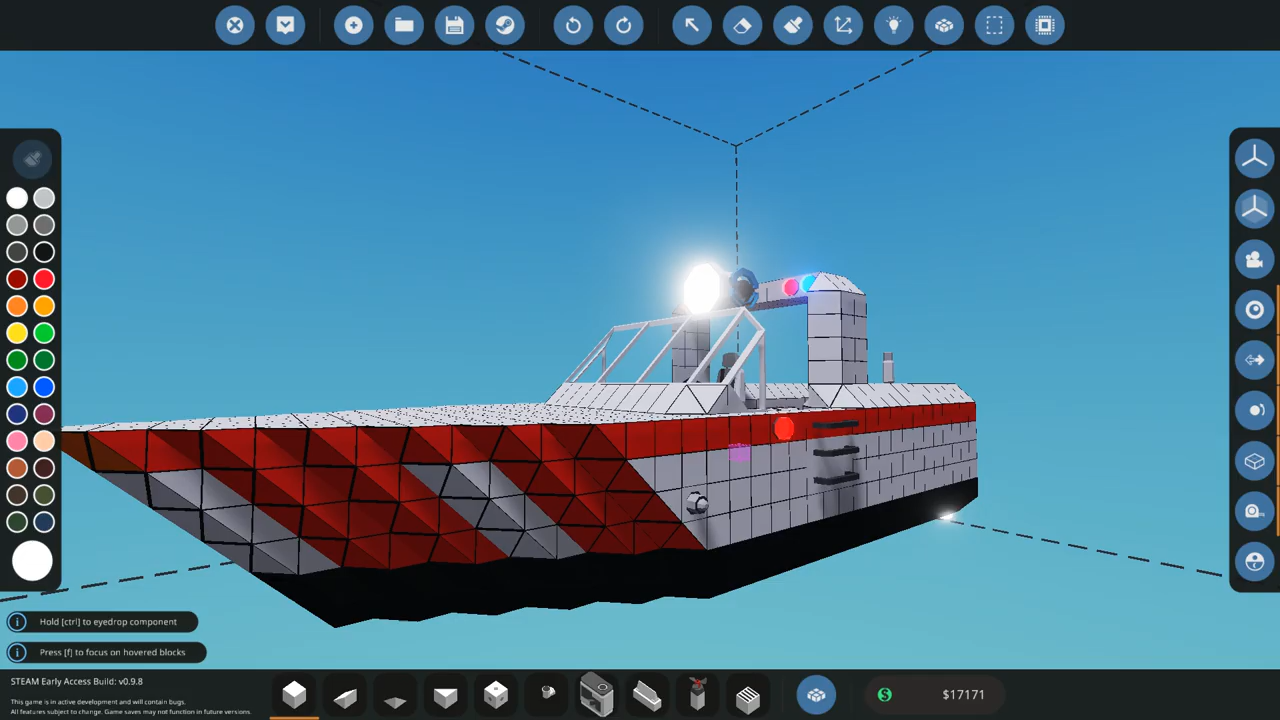 Hold [ctrl] to eyedrop component
Press [f] to focus on hovered blocks
STEAM Early Access Build: v0.9.8
This game is in active development and will contain bugs.
All features subject to change. Game saves may not function in future versions.
$17171